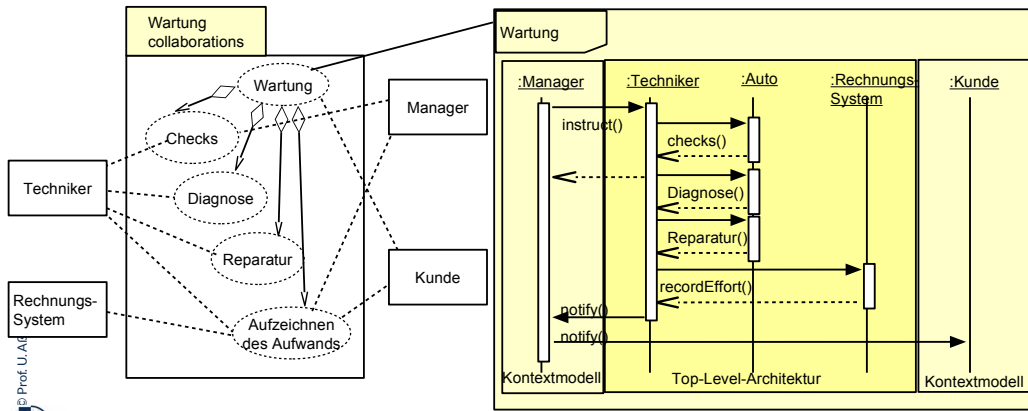 Wartung
collaborations
Wartung
Checks
Diagnose
Reparatur
Aufzeichnen
des Aufwands
Techniker
Rechnungs-
System
Manager
Kunde
© Prof. U.
Wartung
:Manager
:Techniker
:Auto
:Rechnungs-
System
:Kunde
instruct()
checks()
Diagnose()
Reparatur()
recordEffort()
notify()
notify()
Kontextmodell
Top-Level-Architektur
Kontextmodell